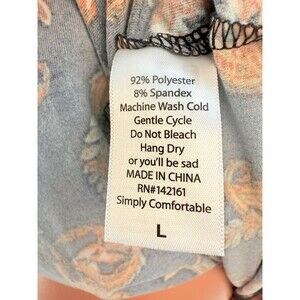 92% Polyester
8% Spandex
Machine Wash Cold
Gentle Cycle
Do Not Bleach
Hang Dry
or you'll be sad
MADE IN CHINA
RN#142161
Simply Comfortable
L